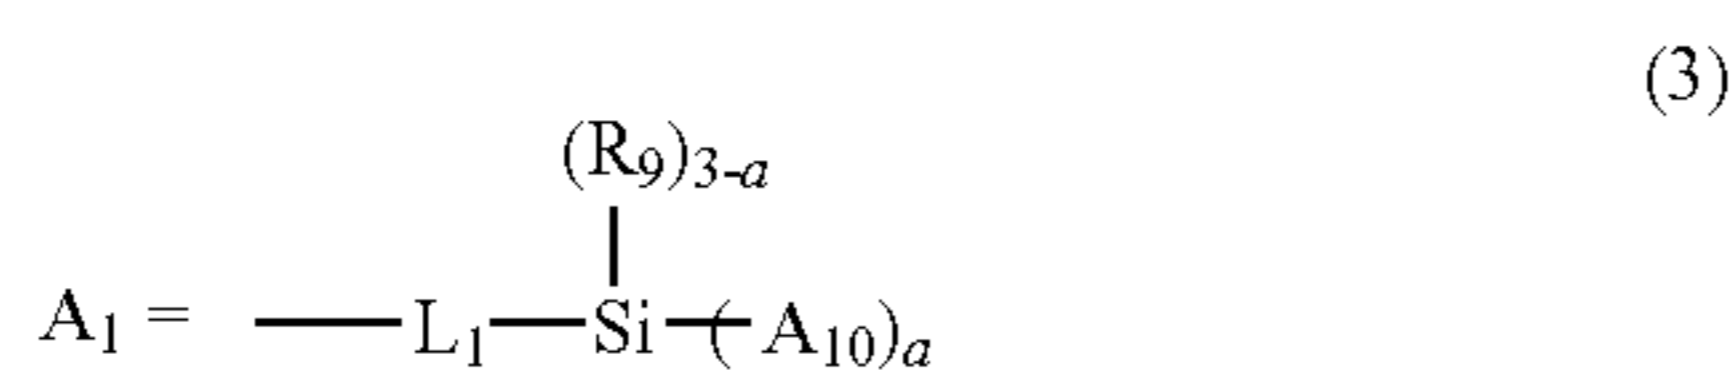 (3)
(R₉)₃₋ₐ
A₁ = —L₁—Si—(A₁₀)ₐ